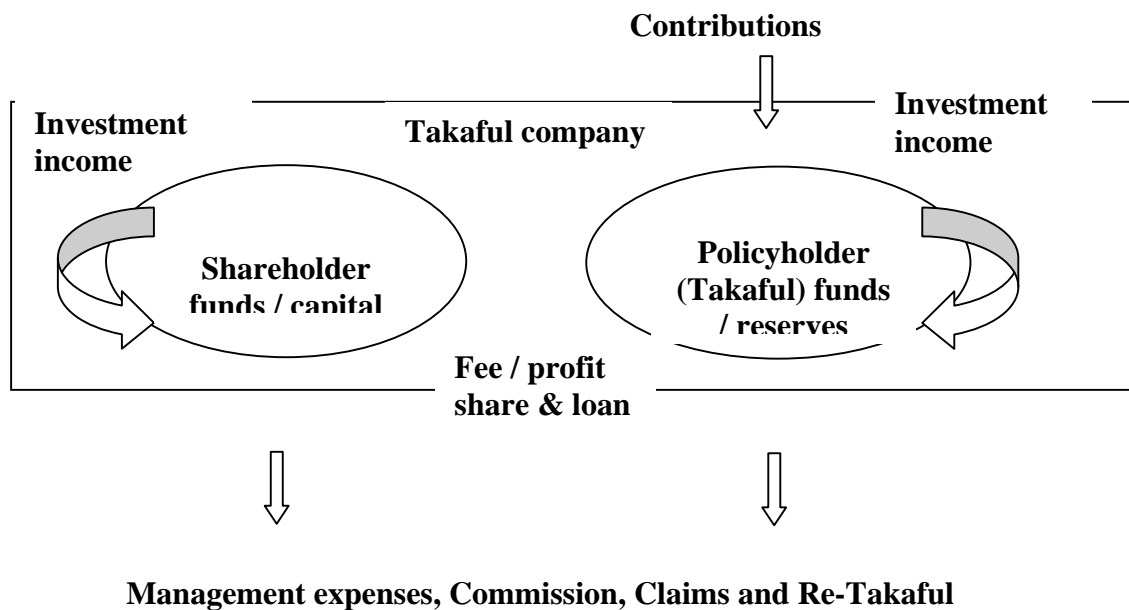 Contributions
Investment
income
Takaful company
Investment
income
Shareholder
funds / capital
Policyholder
(Takaful) funds
/ reserves
Fee / profit
share & loan
Management expenses, Commission, Claims and Re-Takaful